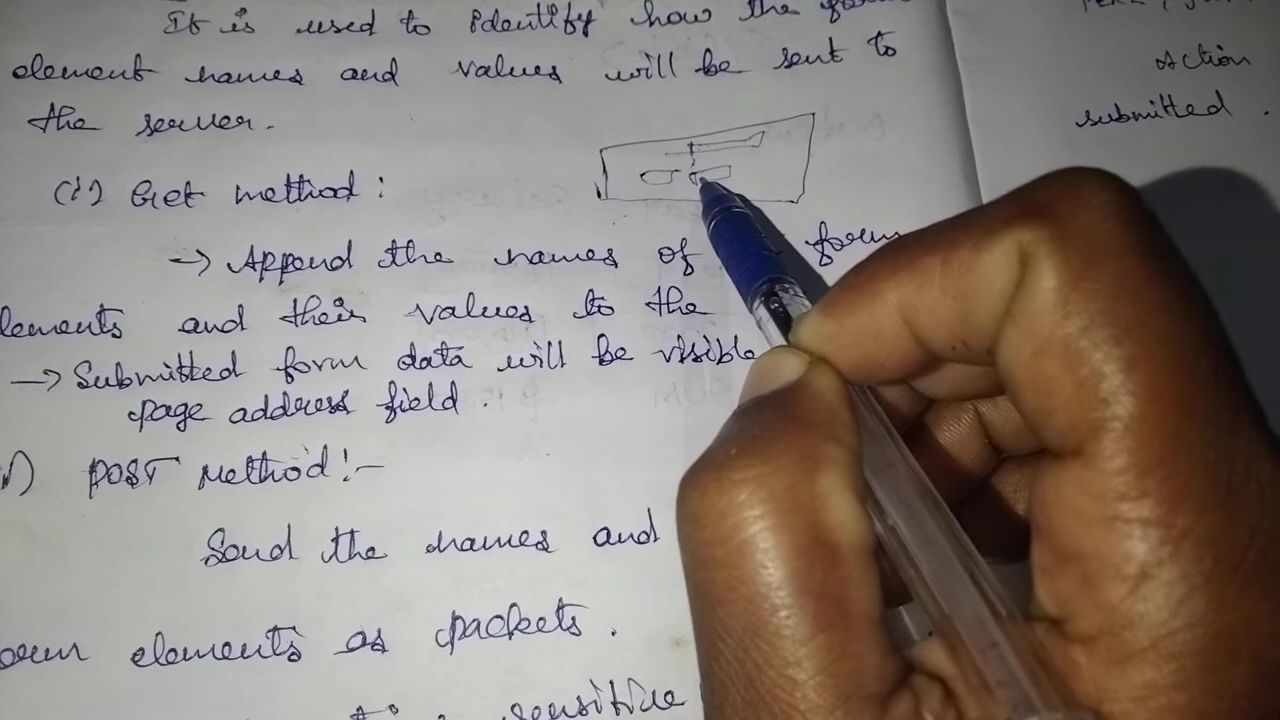 It is used to identify how the form
element names and values will be sent to
the server.
(i) Get method:
→ Append the names of form
lements and their values to the
→ Submitted form data will be visible
page address field.
) POST Method:-
Send the names and
orm elements as packets.
sensitive
Action
submitted.